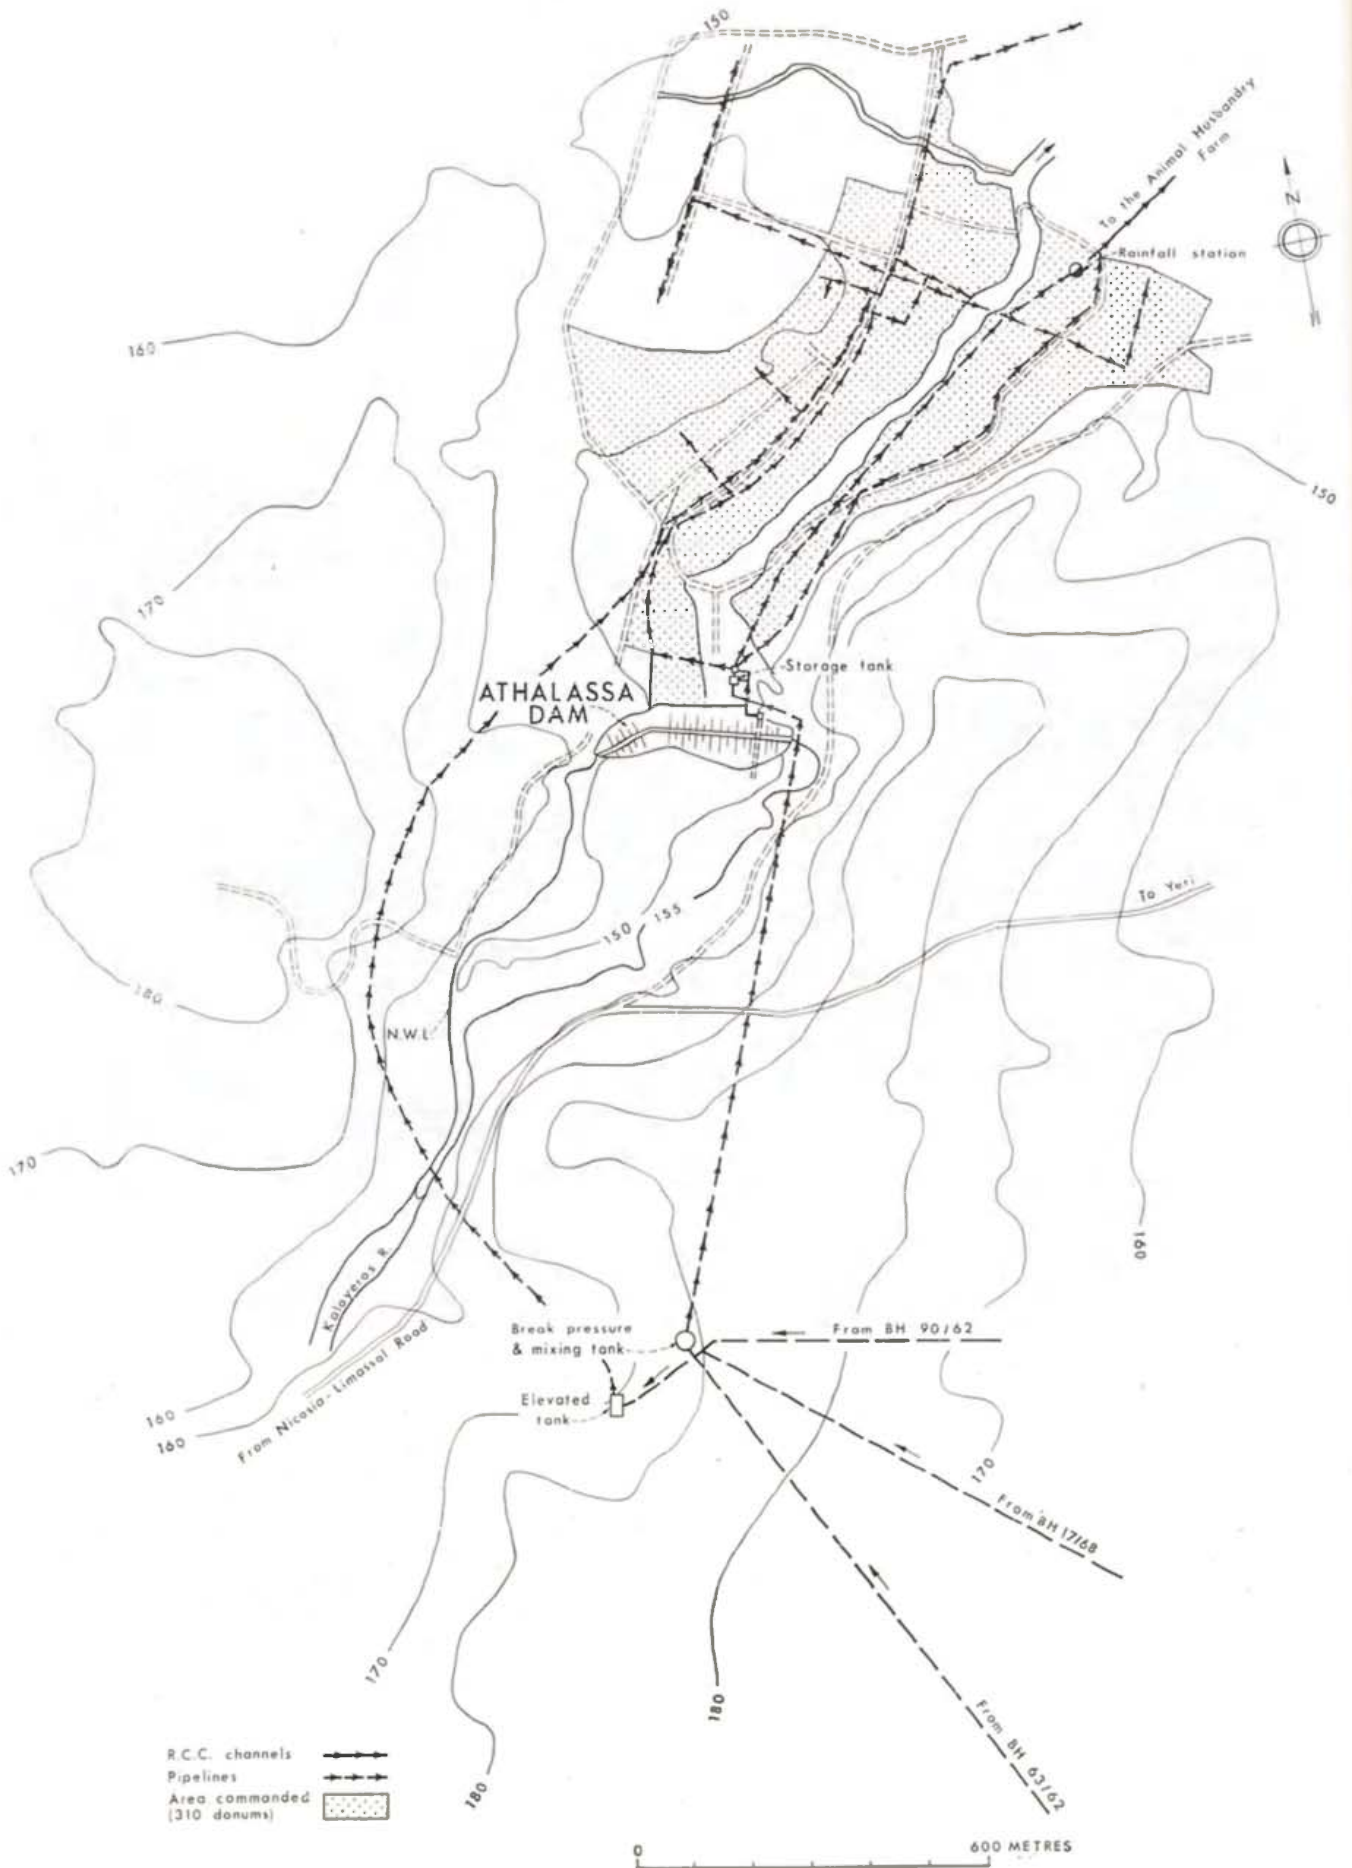 150
To the Animal Husbandry
Farm
N
Rainfall station
160
150
170
Storage tank
ATHALASSA
DAM
To Yeri
155
150
180
N.W.L.
170
160
Kaloyeros R.
Break pressure
& mixing tank
From BH 90/62
From Nicosia-Limassol Road
Elevated
tank
160
160
170
From BH 17/68
170
180
From BH 63/62
180
R.C.C. channels
Pipelines
Area commanded
(310 donums)
0
600 METRES